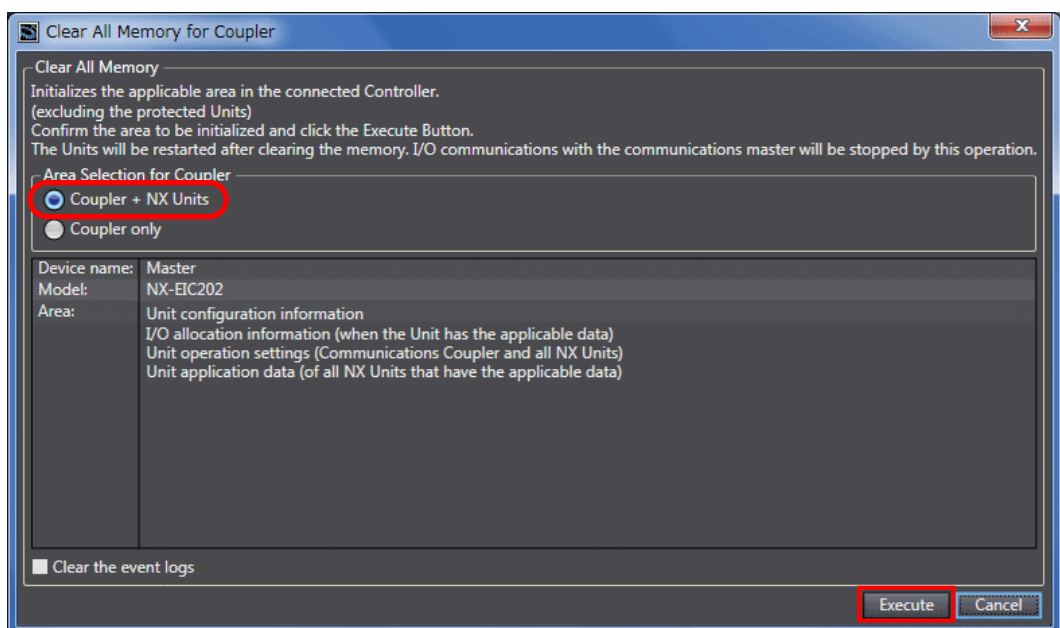 Clear All Memory for Coupler
Clear All Memory
Initializes the applicable area in the connected Controller.
(excluding the protected Units)
Confirm the area to be initialized and click the Execute Button.
The Units will be restarted after clearing the memory. I/O communications with the communications master will be stopped by this operation.
Area Selection for Coupler
Coupler + NX Units
Coupler only
Device name: Master
Model: NX-EIC202
Area: Unit configuration information
I/O allocation information (when the Unit has the applicable data)
Unit operation settings (Communications Coupler and all NX Units)
Unit application data (of all NX Units that have the applicable data)
Clear the event logs
Execute Cancel